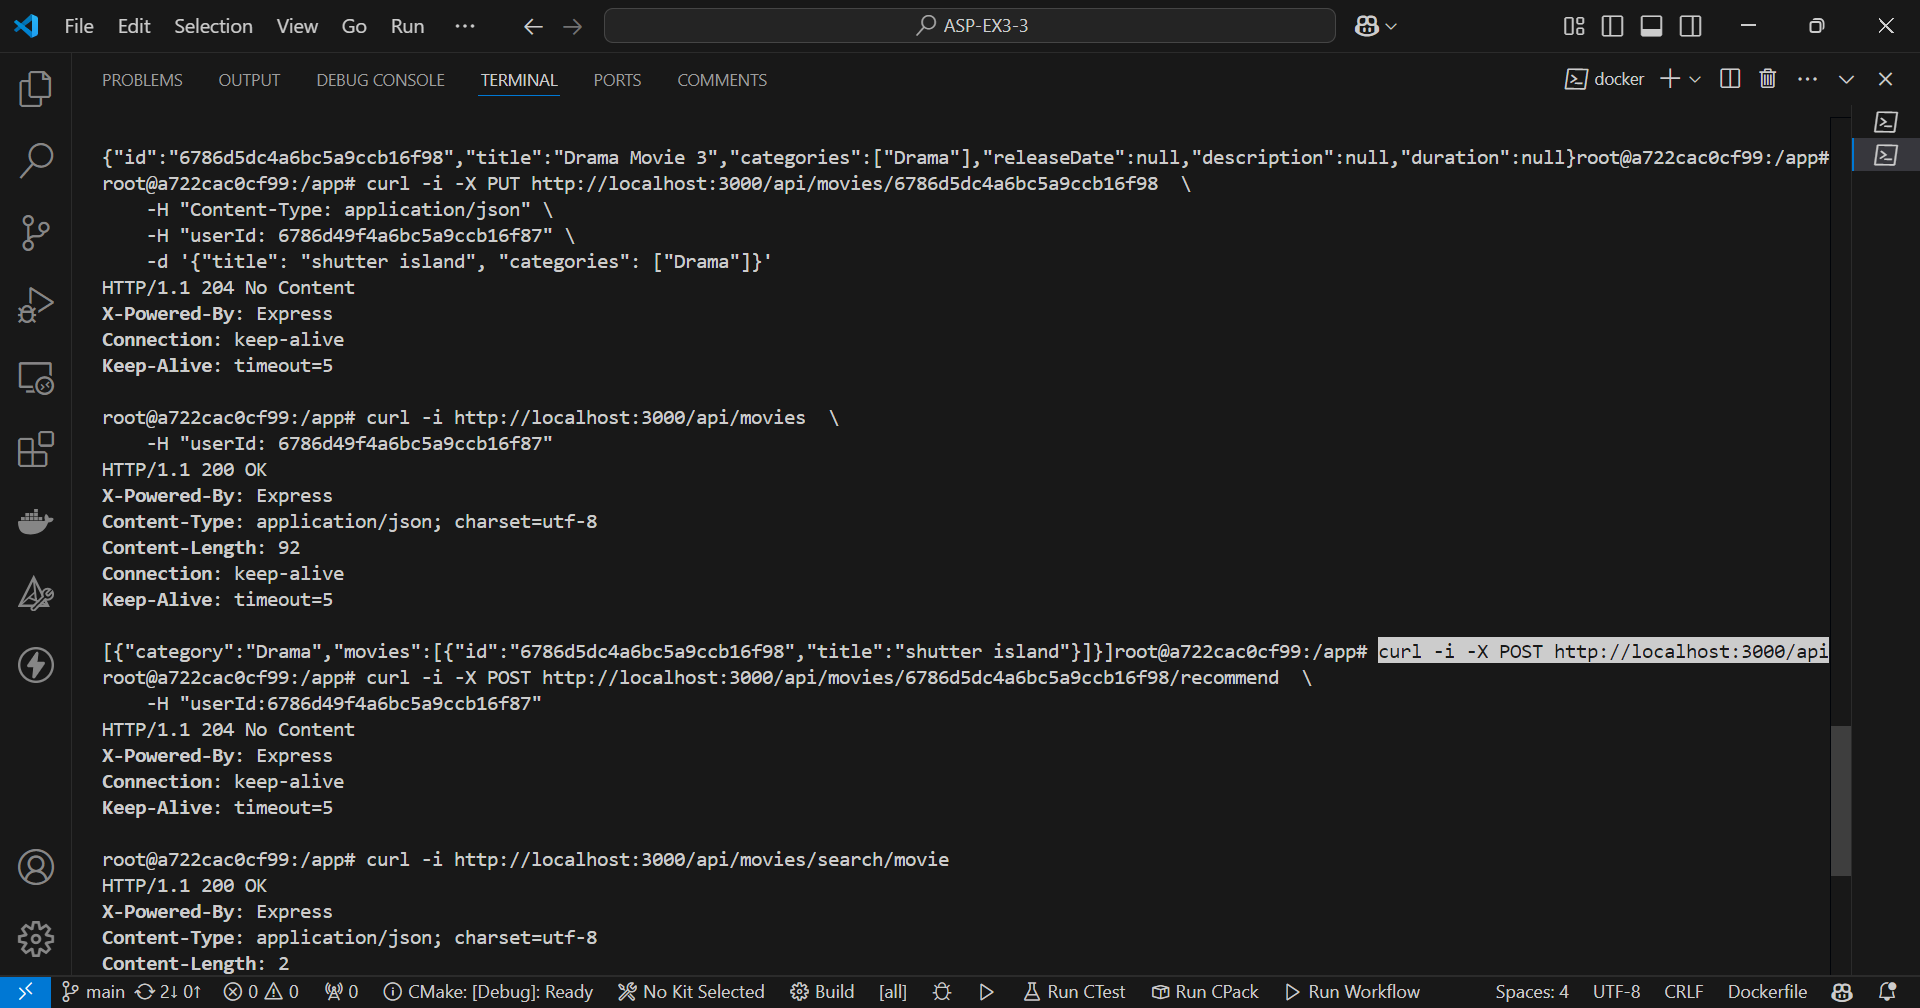 File Edit Selection View Go Run ··· ASP-EX3-3
PROBLEMS OUTPUT DEBUG CONSOLE TERMINAL PORTS COMMENTS docker
{"id":"6786d5dc4a6bc5a9ccb16f98","title":"Drama Movie 3","categories":["Drama"],"releaseDate":null,"description":null,"duration":null}root@a722cac0cf99:/app#
root@a722cac0cf99:/app# curl -i -X PUT http://localhost:3000/api/movies/6786d5dc4a6bc5a9ccb16f98  \
    -H "Content-Type: application/json" \
    -H "userId: 6786d49f4a6bc5a9ccb16f87" \
    -d '{"title": "shutter island", "categories": ["Drama"]}'
HTTP/1.1 204 No Content
X-Powered-By: Express
Connection: keep-alive
Keep-Alive: timeout=5
root@a722cac0cf99:/app# curl -i http://localhost:3000/api/movies  \
    -H "userId: 6786d49f4a6bc5a9ccb16f87"
HTTP/1.1 200 OK
X-Powered-By: Express
Content-Type: application/json; charset=utf-8
Content-Length: 92
Connection: keep-alive
Keep-Alive: timeout=5
[{"category":"Drama","movies":[{"id":"6786d5dc4a6bc5a9ccb16f98","title":"shutter island"}]}]root@a722cac0cf99:/app# curl -i -X POST http://localhost:3000/api
root@a722cac0cf99:/app# curl -i -X POST http://localhost:3000/api/movies/6786d5dc4a6bc5a9ccb16f98/recommend  \
    -H "userId:6786d49f4a6bc5a9ccb16f87"
HTTP/1.1 204 No Content
X-Powered-By: Express
Connection: keep-alive
Keep-Alive: timeout=5
root@a722cac0cf99:/app# curl -i http://localhost:3000/api/movies/search/movie
HTTP/1.1 200 OK
X-Powered-By: Express
Content-Type: application/json; charset=utf-8
Content-Length: 2
main 2↓ 0↑ 0 0 0 CMake: [Debug]: Ready No Kit Selected Build [all] Run CTest Run CPack Run Workflow Spaces: 4 UTF-8 CRLF Dockerfile